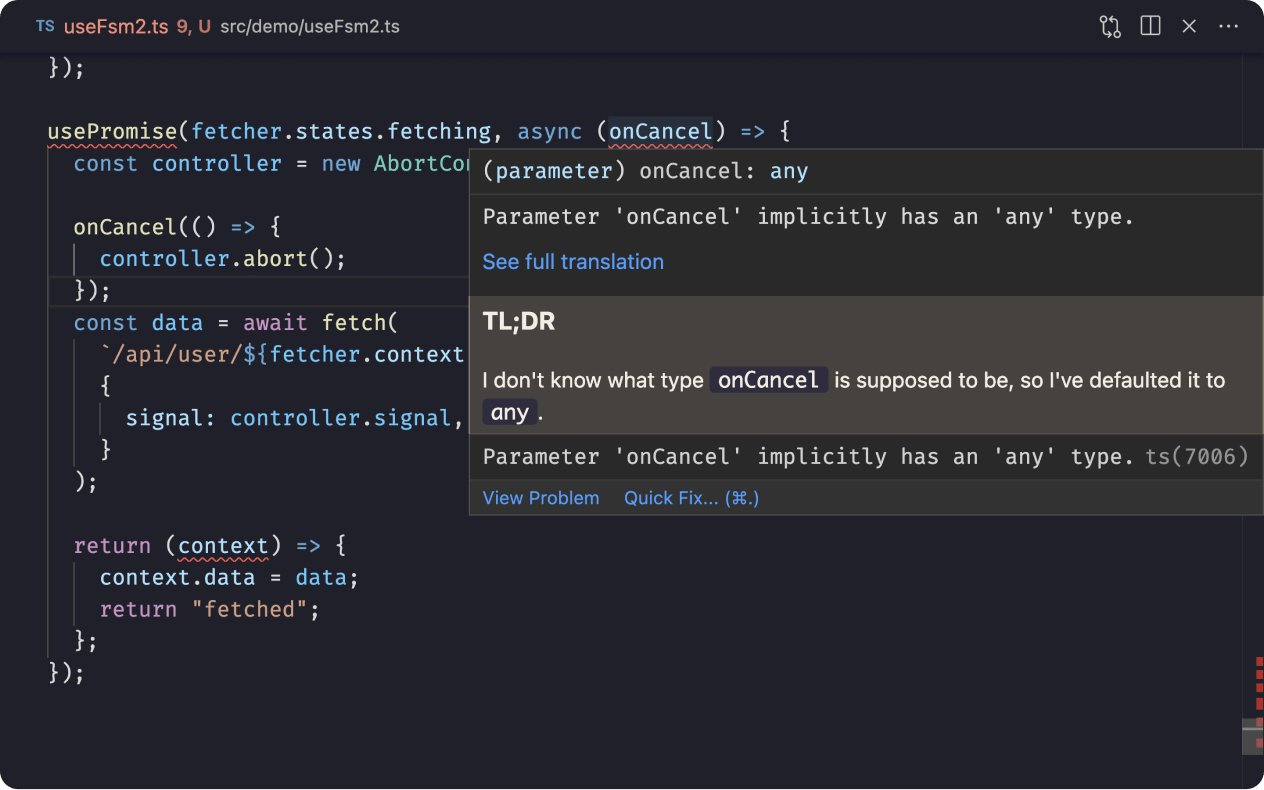 TS useFsm2.ts 9, U src/demo/useFsm2.ts
});
usePromise(fetcher.states.fetching, async (onCancel) => {
const controller = new AbortCon
(parameter) onCancel: any
Parameter 'onCancel' implicitly has an 'any' type.
See full translation
TL;DR
I don't know what type onCancel is supposed to be, so I've defaulted it to
any.
Parameter 'onCancel' implicitly has an 'any' type. ts(7006)
View Problem Quick Fix... (⌘.)
onCancel(() => {
controller.abort();
});
const data = await fetch(
`/api/user/${fetcher.context
{
signal: controller.signal,
}
);
return (context) => {
context.data = data;
return "fetched";
};
});